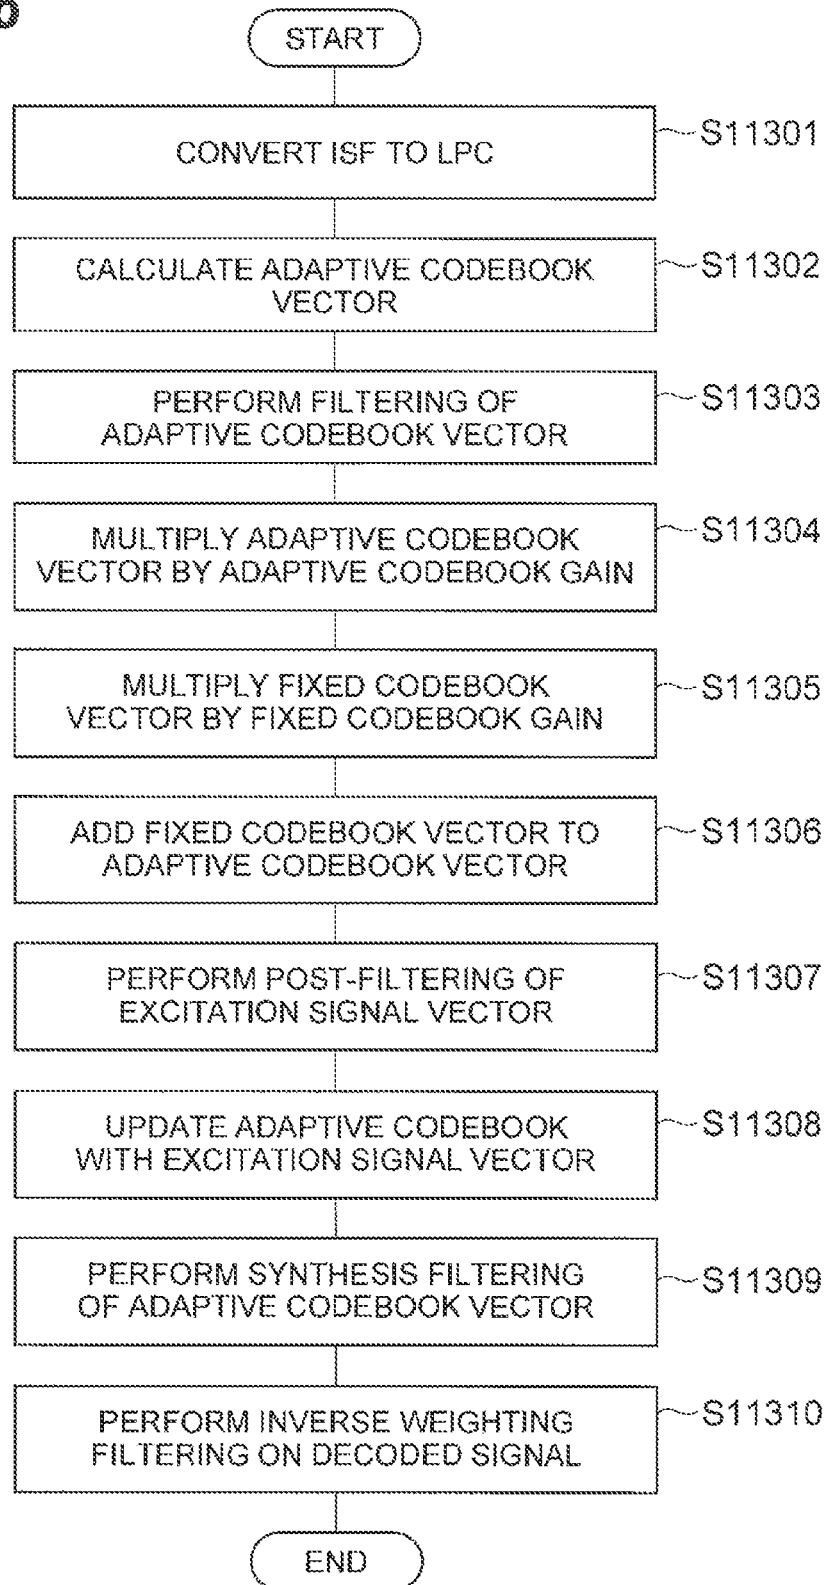 START
CONVERT ISF TO LPC
S11301
CALCULATE ADAPTIVE CODEBOOK
VECTOR
S11302
PERFORM FILTERING OF
ADAPTIVE CODEBOOK VECTOR
S11303
MULTIPLY ADAPTIVE CODEBOOK
VECTOR BY ADAPTIVE CODEBOOK GAIN
S11304
MULTIPLY FIXED CODEBOOK
VECTOR BY FIXED CODEBOOK GAIN
S11305
ADD FIXED CODEBOOK VECTOR TO
ADAPTIVE CODEBOOK VECTOR
S11306
PERFORM POST-FILTERING OF
EXCITATION SIGNAL VECTOR
S11307
UPDATE ADAPTIVE CODEBOOK
WITH EXCITATION SIGNAL VECTOR
S11308
PERFORM SYNTHESIS FILTERING
OF ADAPTIVE CODEBOOK VECTOR
S11309
PERFORM INVERSE WEIGHTING
FILTERING ON DECODED SIGNAL
S11310
END